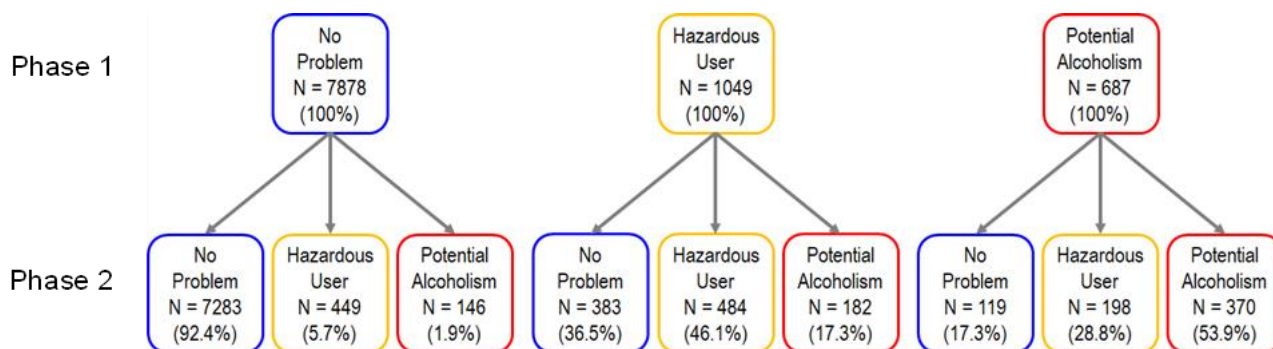 Phase 1
No
Problem
N = 7878
(100%)
Hazardous
User
N = 1049
(100%)
Potential
Alcoholism
N = 687
(100%)
Phase 2
No
Problem
N = 7283
(92.4%)
Hazardous
User
N = 449
(5.7%)
Potential
Alcoholism
N = 146
(1.9%)
No
Problem
N = 383
(36.5%)
Hazardous
User
N = 484
(46.1%)
Potential
Alcoholism
N = 182
(17.3%)
No
Problem
N = 119
(17.3%)
Hazardous
User
N = 198
(28.8%)
Potential
Alcoholism
N = 370
(53.9%)